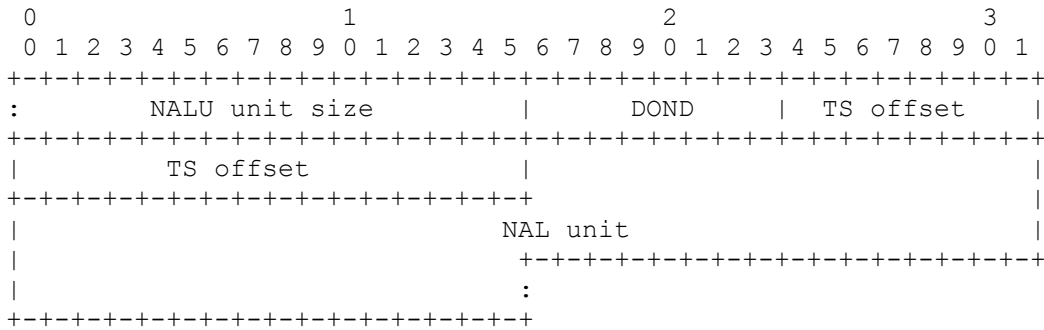 0                   1                   2                   3
0 1 2 3 4 5 6 7 8 9 0 1 2 3 4 5 6 7 8 9 0 1 2 3 4 5 6 7 8 9 0 1
+-+-+-+-+-+-+-+-+-+-+-+-+-+-+-+-+-+-+-+-+-+-+-+-+-+-+-+-+-+-+-+-+
:        NALU unit size         |      DOND     |  TS offset    |
+-+-+-+-+-+-+-+-+-+-+-+-+-+-+-+-+-+-+-+-+-+-+-+-+-+-+-+-+-+-+-+-+
|         TS offset             |                               |
+-+-+-+-+-+-+-+-+-+-+-+-+-+-+-+-+                               |
|                              NAL unit                         |
|                               +-+-+-+-+-+-+-+-+-+-+-+-+-+-+-+-+
|                               :
+-+-+-+-+-+-+-+-+-+-+-+-+-+-+-+-+